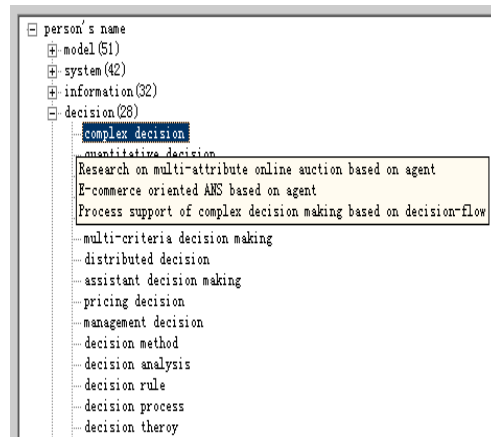 person's name
model(51)
system(42)
information(32)
decision(28)
complex decision
quantitative decision
Research on multi-attribute online auction based on agent
E-commerce oriented ANS based on agent
Process support of complex decision making based on decision-flow
multi-criteria decision making
distributed decision
assistant decision making
pricing decision
management decision
decision method
decision analysis
decision rule
decision process
decision theroy